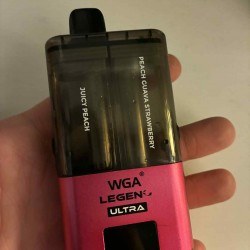 PEACH GUAVA STRAWBERRY
JUICY PEACH
WGA
LEGEND
ULTRA